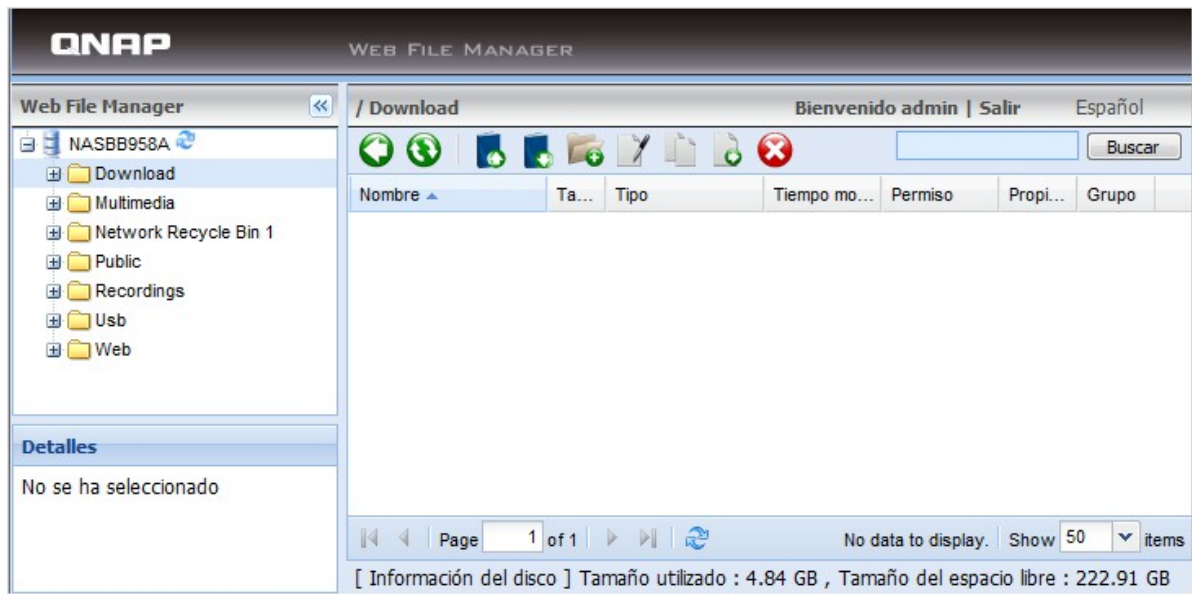 QNAP
WEB FILE MANAGER
Web File Manager
/ Download
Bienvenido admin | Salir
Español
NASBB958A
Download
Multimedia
Network Recycle Bin 1
Public
Recordings
Usb
Web
Buscar
Nombre
Ta...
Tipo
Tiempo mo...
Permiso
Propi...
Grupo
Detalles
No se ha seleccionado
Page 1 of 1
No data to display.
Show 50 items
[ Información del disco ] Tamaño utilizado : 4.84 GB , Tamaño del espacio libre : 222.91 GB